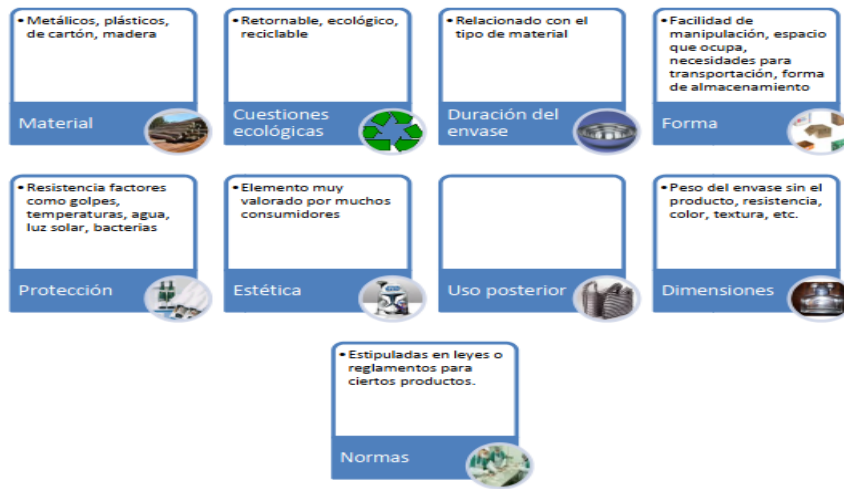 • Metálicos, plásticos,
de cartón, madera
Material
• Retornable, ecológico,
reciclable
Cuestiones
ecológicas
• Relacionado con el
tipo de material
Duración del
envase
• Facilidad de
manipulación, espacio
que ocupa,
necesidades para
transportación, forma
de almacenamiento
Forma
• Resistencia factores
como golpes,
temperaturas, agua,
luz solar, bacterias
Protección
• Elemento muy
valorado por muchos
consumidores
Estética
Uso posterior
• Peso del envase sin el
producto, resistencia,
color, textura, etc.
Dimensiones
• Estipuladas en leyes o
reglamentos para
ciertos productos.
Normas